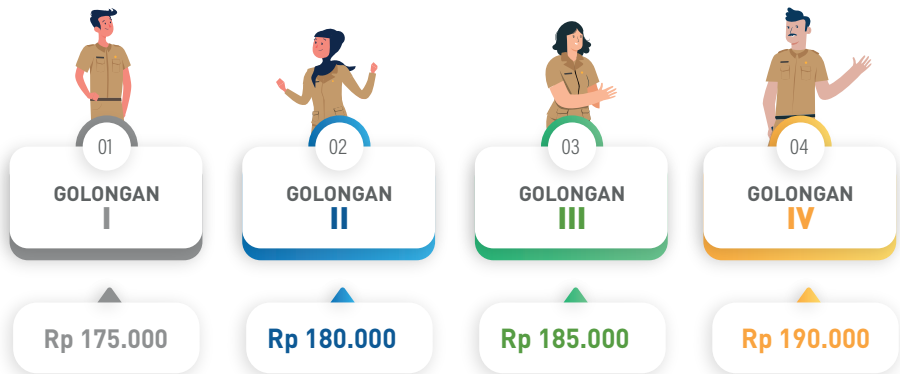 01
GOLONGAN
I
02
GOLONGAN
II
03
GOLONGAN
III
04
GOLONGAN
IV
Rp 175.000
Rp 180.000
Rp 185.000
Rp 190.000